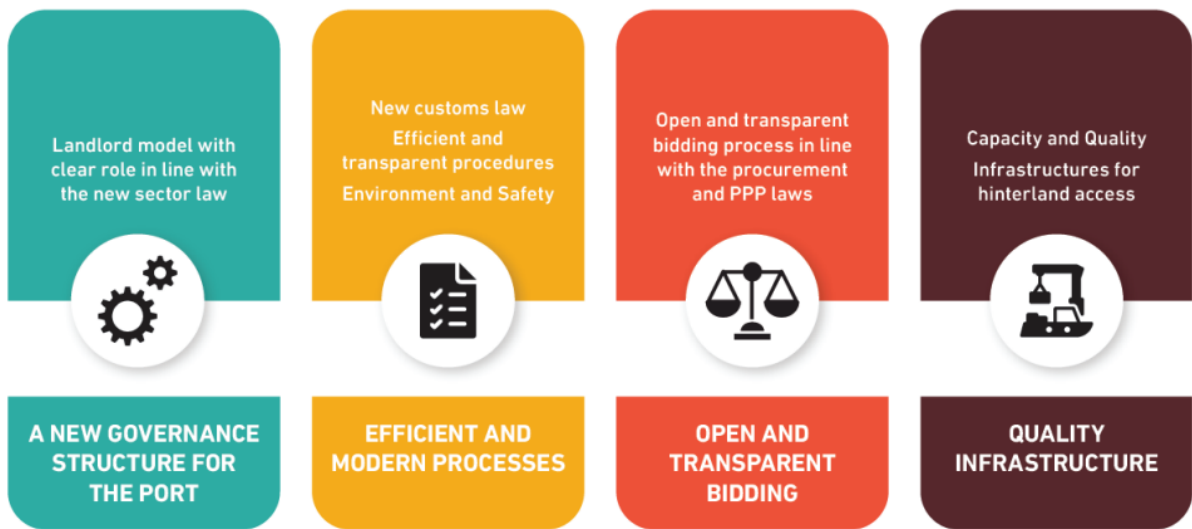 Landlord model with
clear role in line with
the new sector law
A NEW GOVERNANCE
STRUCTURE FOR
THE PORT
New customs law
Efficient and
transparent procedures
Environment and Safety
EFFICIENT AND
MODERN PROCESSES
Open and transparent
bidding process in line
with the procurement
and PPP laws
OPEN AND
TRANSPARENT
BIDDING
Capacity and Quality
Infrastructures for
hinterland access
QUALITY
INFRASTRUCTURE